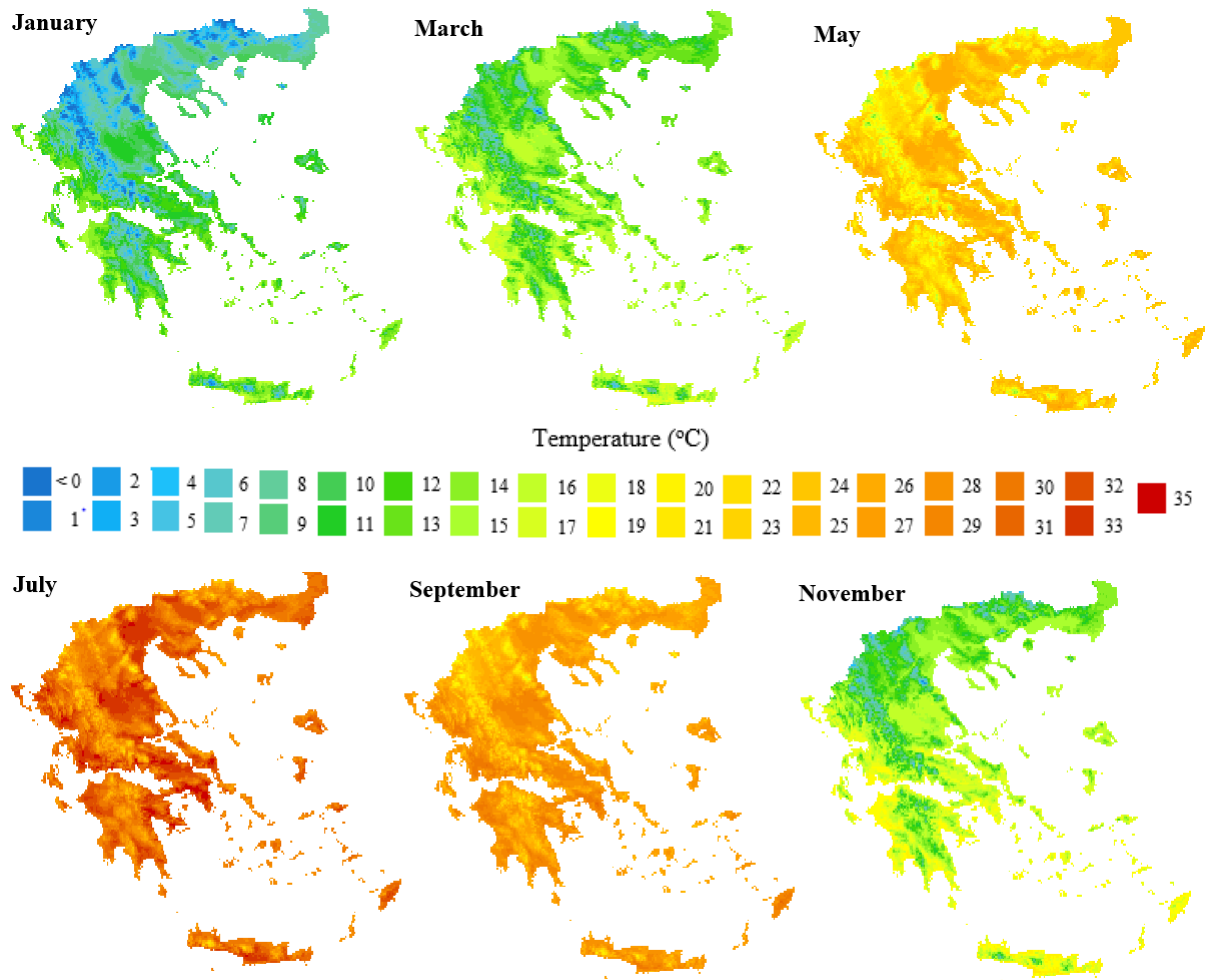 January
March
May
Temperature (°C)
< 0 2 4 6 8 10 12 14 16 18 20 22 24 26 28 30 32 35
1 3 5 7 9 11 13 15 17 19 21 23 25 27 29 31 33
July
September
November